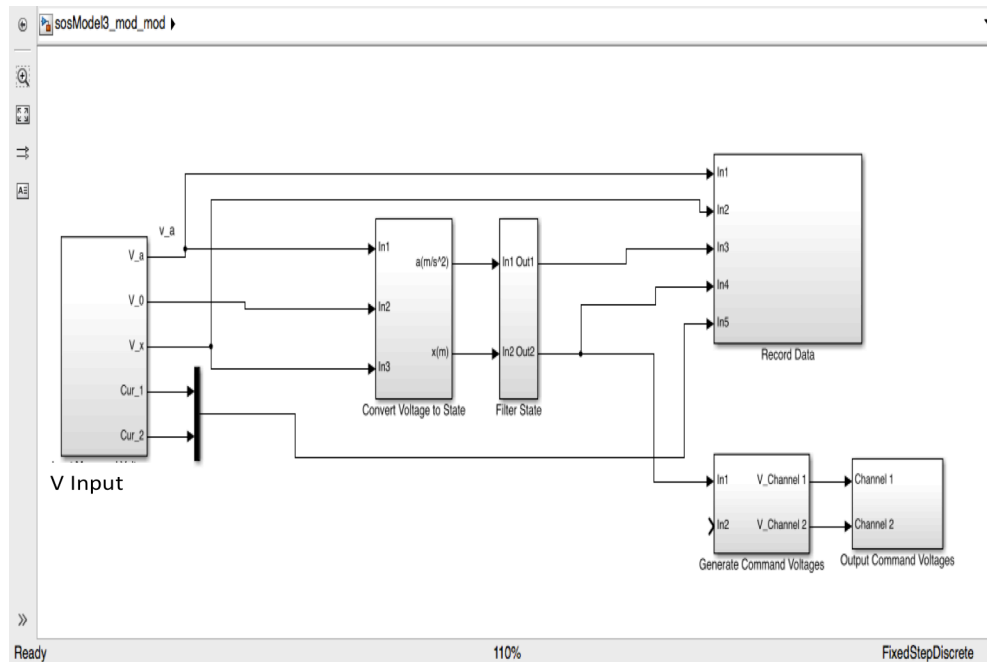 sosModel3_mod_mod
v_a
V_a
V_0
V_x
Cur_1
Cur_2
V Input
In1
In2
In3
a(m/s^2)
x(m)
Convert Voltage to State
In1 Out1
In2 Out2
Filter State
In1
In2
In3
In4
In5
Record Data
In1
In2
V_Channel 1
V_Channel 2
Generate Command Voltages
Channel 1
Channel 2
Output Command Voltages
Ready
110%
FixedStepDiscrete